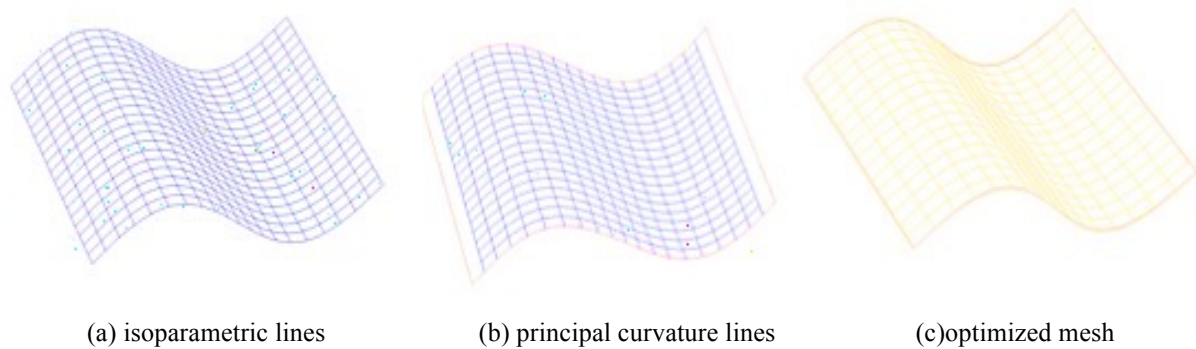 (a) isoparametric lines
(b) principal curvature lines
(c)optimized mesh